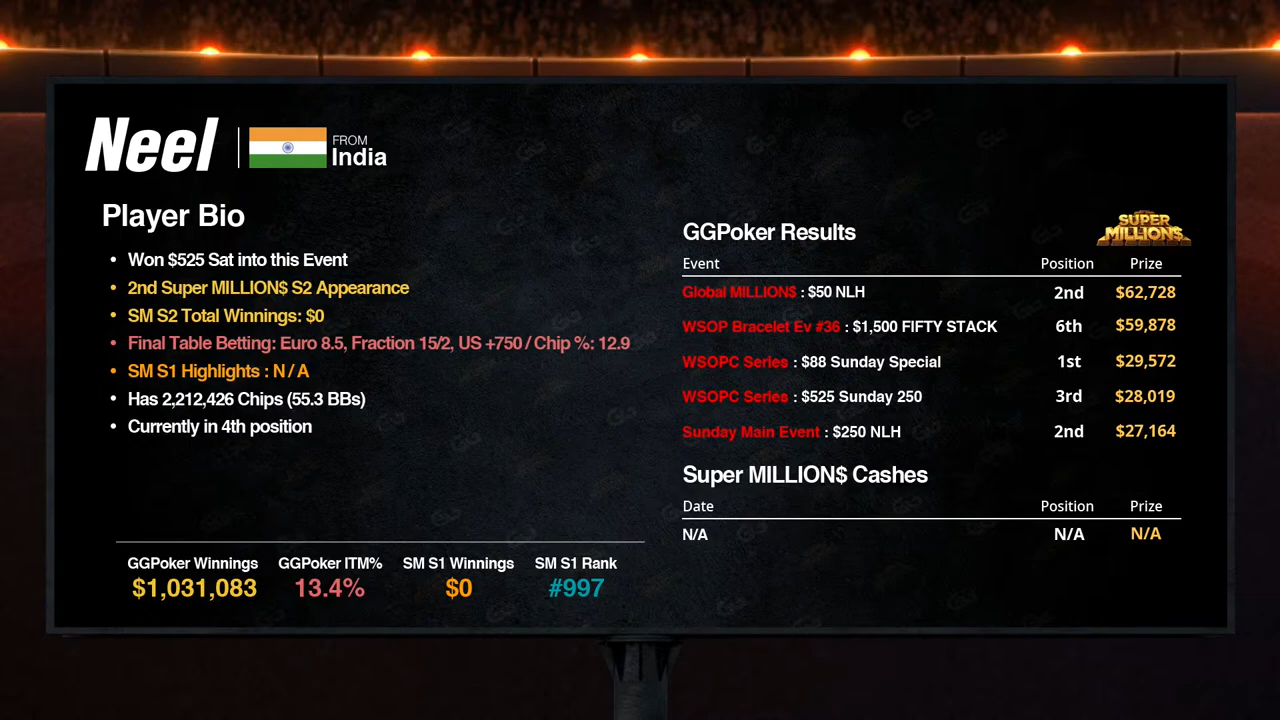 Neel
FROM
India
Player Bio
• Won $525 Sat into this Event
• 2nd Super MILLION$ S2 Appearance
• SM S2 Total Winnings: $0
• Final Table Betting: Euro 8.5, Fraction 15/2, US +750 / Chip %: 12.9
• SM S1 Highlights : N / A
• Has 2,212,426 Chips (55.3 BBs)
• Currently in 4th position
GGPoker Winnings GGPoker ITM% SM S1 Winnings SM S1 Rank
$1,031,083 13.4% $0 #997
SUPER
MILLION$
GGPoker Results
Event Position Prize
Global MILLION$ : $50 NLH 2nd $62,728
WSOP Bracelet Ev #36 : $1,500 FIFTY STACK 6th $59,878
WSOPC Series : $88 Sunday Special 1st $29,572
WSOPC Series : $525 Sunday 250 3rd $28,019
Sunday Main Event : $250 NLH 2nd $27,164
Super MILLION$ Cashes
Date Position Prize
N/A N/A N/A